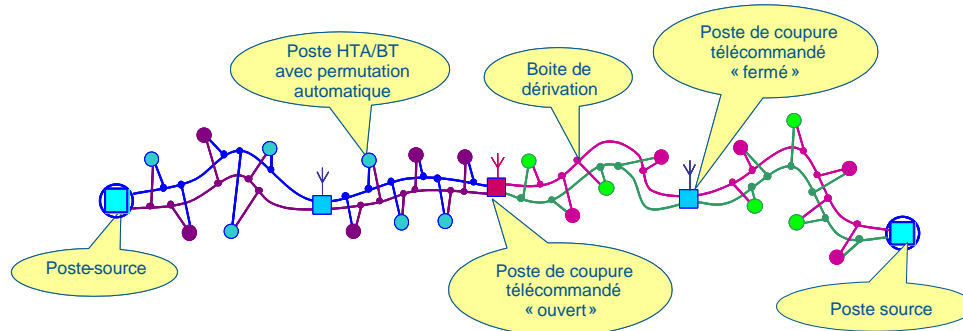 Poste HTA/BT
avec permutation
automatique
Boite de
dérivation
Poste de coupure
télécommandé
« fermé »
Poste-source
Poste de coupure
télécommandé
« ouvert »
Poste source